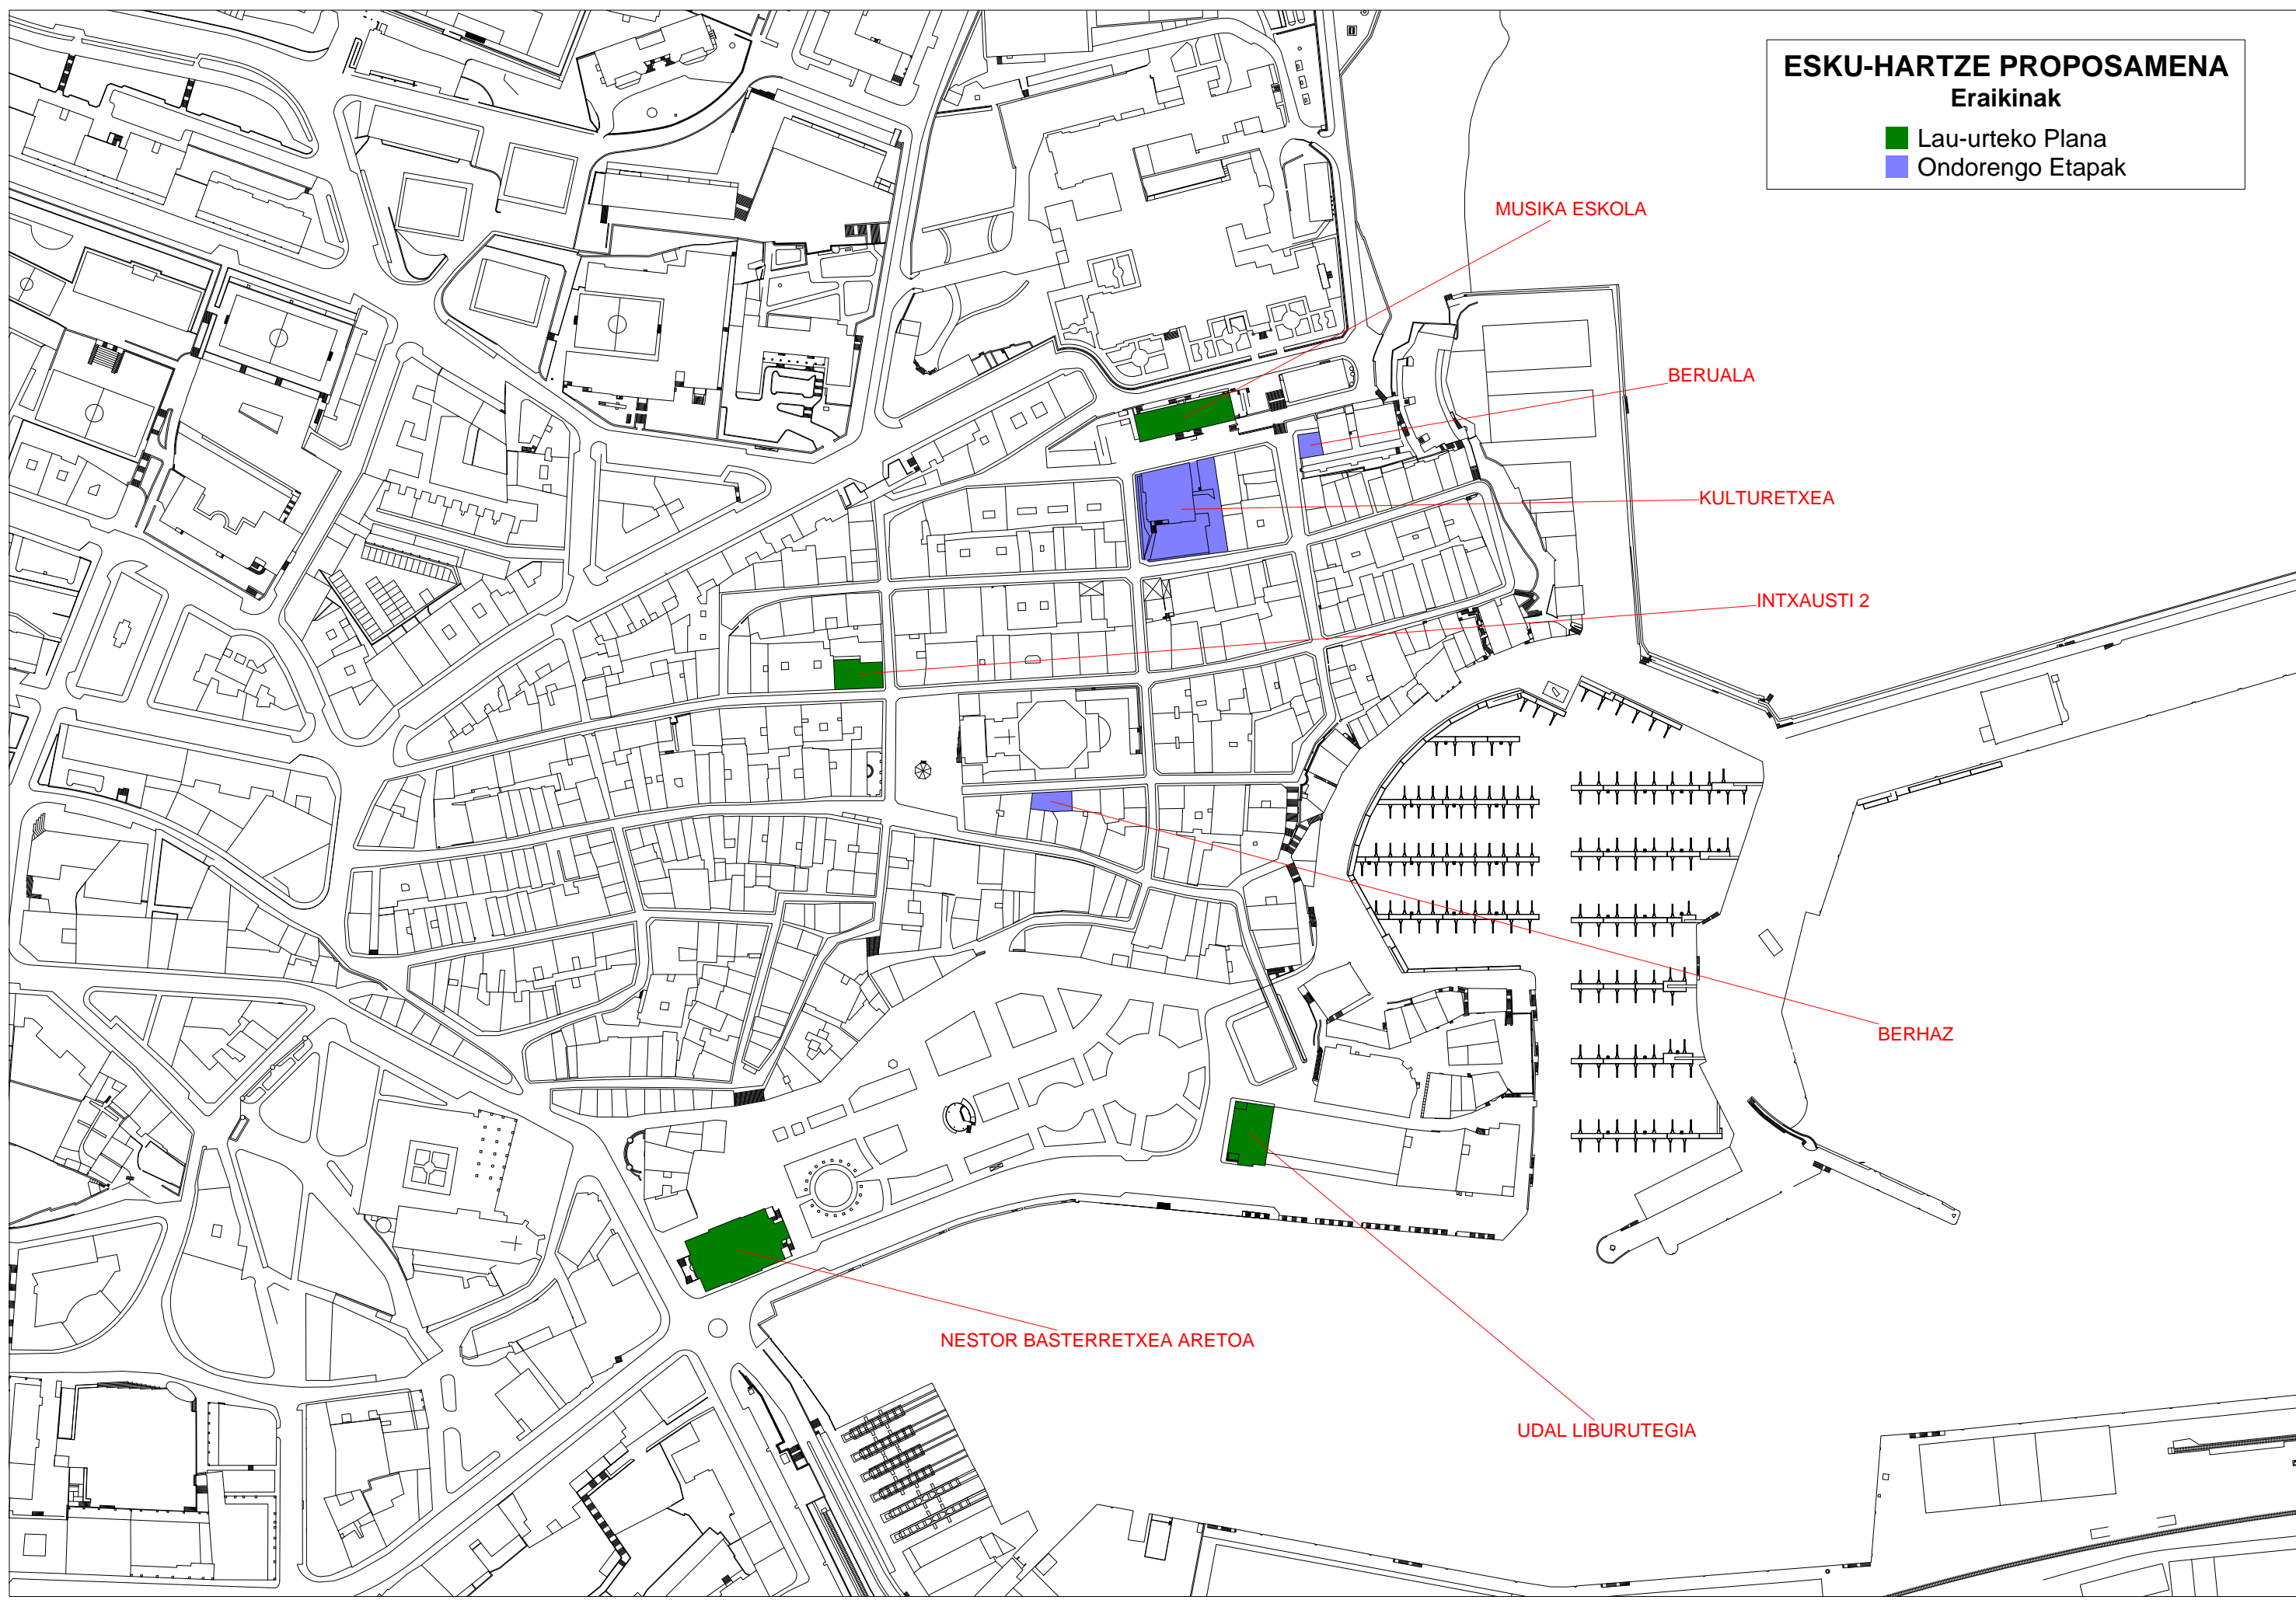 ESKU-HARTZE PROPOSAMENA
Eraikinak
Lau-urteko Plana
Ondorengo Etapak
MUSIKA ESKOLA
BERUALA
KULTURETXEA
INTXAUSTI 2
BERHAZ
NESTOR BASTERRETXEA ARETOA
UDAL LIBURUTEGIA